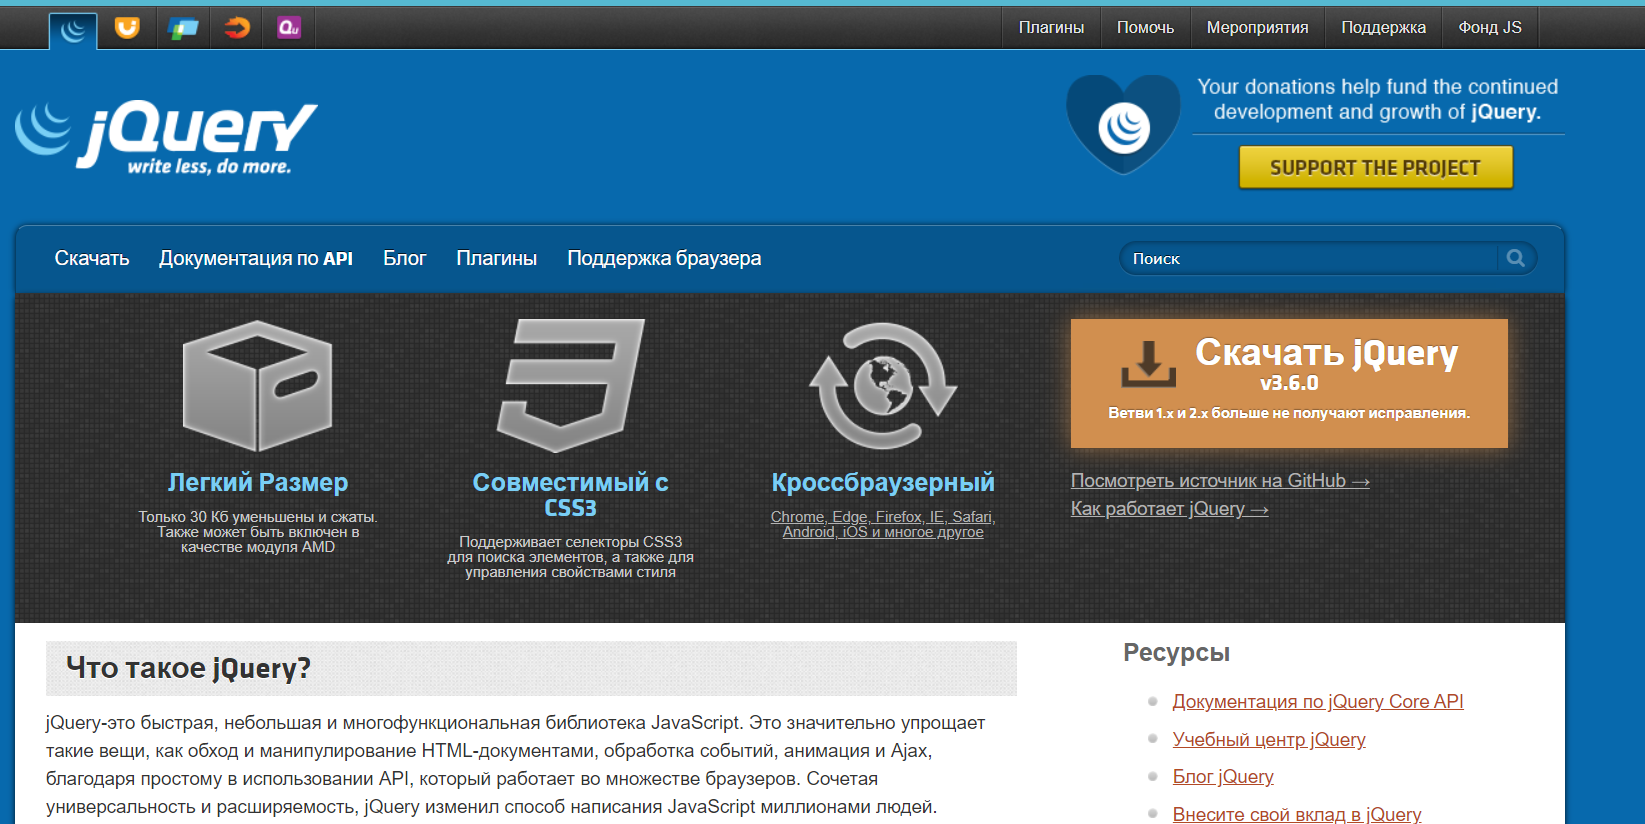 Qu
Плагины
Помочь
Мероприятия
Поддержка
Фонд JS
jQuery
write less, do more.
Your donations help fund the continued
development and growth of jQuery.
SUPPORT THE PROJECT
Скачать
Документация по API
Блог
Плагины
Поддержка браузера
Поиск
Легкий Размер
Только 30 Кб уменьшены и сжаты.
Также может быть включен в
качестве модуля AMD
Совместимый с
CSS3
Поддерживает селекторы CSS3
для поиска элементов, а также для
управления свойствами стиля
Кроссбраузерный
Chrome, Edge, Firefox, IE, Safari,
Android, iOS и многое другое
Скачать jQuery
v3.6.0
Ветви 1.x и 2.x больше не получают исправления.
Посмотреть источник на GitHub →
Как работает jQuery →
Что такое jQuery?
jQuery-это быстрая, небольшая и многофункциональная библиотека JavaScript. Это значительно упрощает
такие вещи, как обход и манипулирование HTML-документами, обработка событий, анимация и Ajax,
благодаря простому в использовании API, который работает во множестве браузеров. Сочетая
универсальность и расширяемость, jQuery изменил способ написания JavaScript миллионами людей.
Ресурсы
Документация по jQuery Core API
Учебный центр jQuery
Блог jQuery
Внесите свой вклад в jQuery